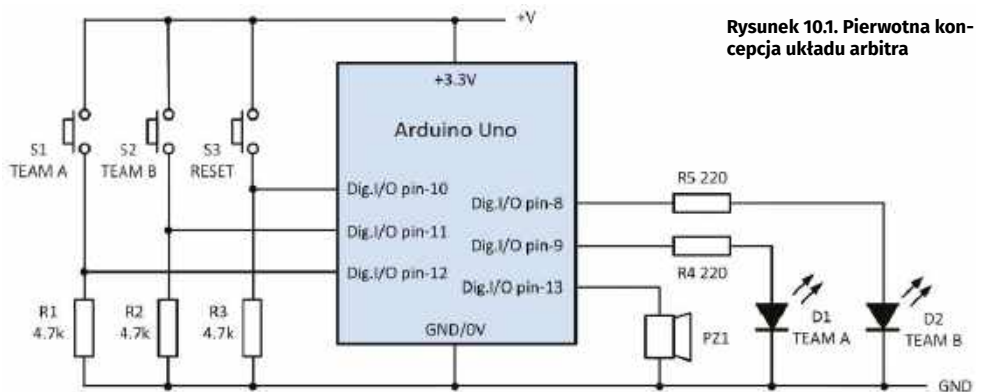 +V
Rysunek 10.1. Pierwotna kon-
cepcja układu arbitra
+3.3V
Arduino Uno
S1
TEAM A
S2
TEAM B
S3
RESET
Dig.I/O pin-10
Dig.I/O pin-11
Dig.I/O pin-12
Dig.I/O pin-8
Dig.I/O pin-9
Dig.I/O pin-13
R5 220
R4 220
R1
4.7k
R2
4.7k
R3
4.7k
GND/0V
PZ1
D1
TEAM A
D2
TEAM B
GND